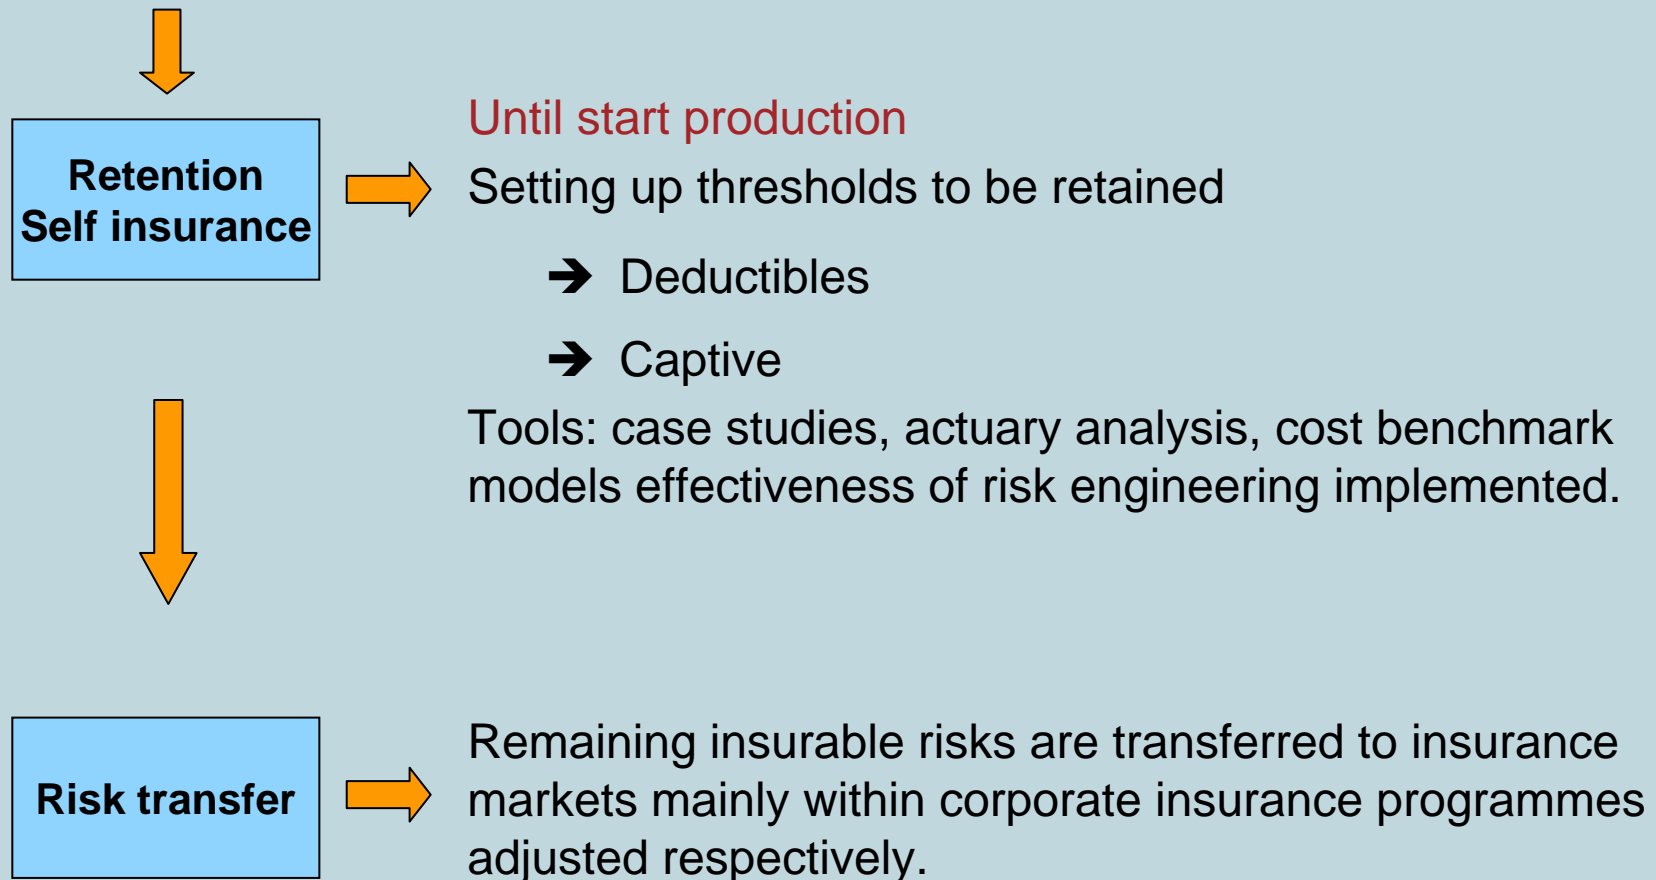 Until start production
Retention
Self insurance
Setting up thresholds to be retained
➔ Deductibles
➔ Captive
Tools: case studies, actuary analysis, cost benchmark
models effectiveness of risk engineering implemented.
Risk transfer
Remaining insurable risks are transferred to insurance
markets mainly within corporate insurance programmes
adjusted respectively.